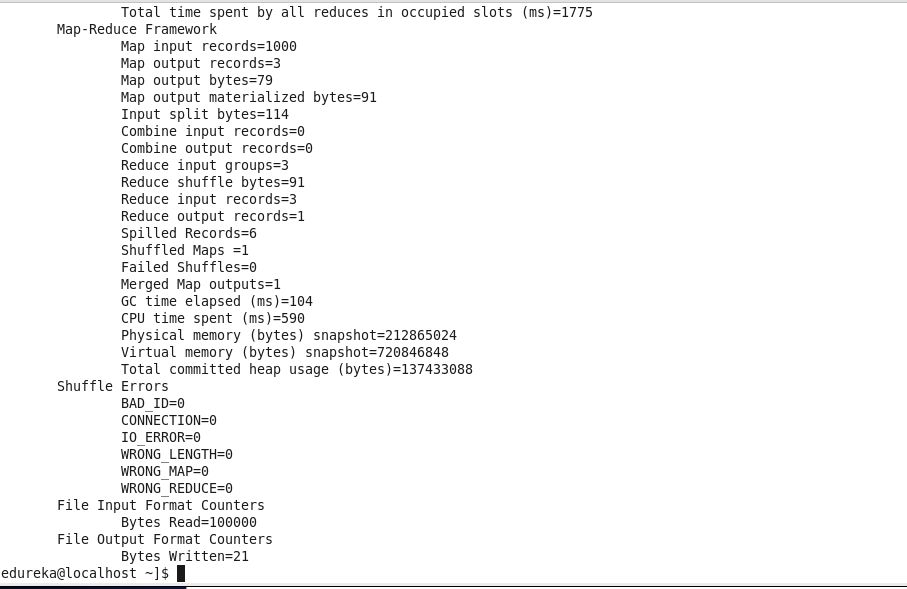 Total time spent by all reduces in occupied slots (ms)=1775
Map-Reduce Framework
Map input records=1000
Map output records=3
Map output bytes=79
Map output materialized bytes=91
Input split bytes=114
Combine input records=0
Combine output records=0
Reduce input groups=3
Reduce shuffle bytes=91
Reduce input records=3
Reduce output records=1
Spilled Records=6
Shuffled Maps =1
Failed Shuffles=0
Merged Map outputs=1
GC time elapsed (ms)=104
CPU time spent (ms)=590
Physical memory (bytes) snapshot=212865024
Virtual memory (bytes) snapshot=720846848
Total committed heap usage (bytes)=137433088
Shuffle Errors
BAD_ID=0
CONNECTION=0
IO_ERROR=0
WRONG_LENGTH=0
WRONG_MAP=0
WRONG_REDUCE=0
File Input Format Counters
Bytes Read=100000
File Output Format Counters
Bytes Written=21
edureka@localhost ~]$